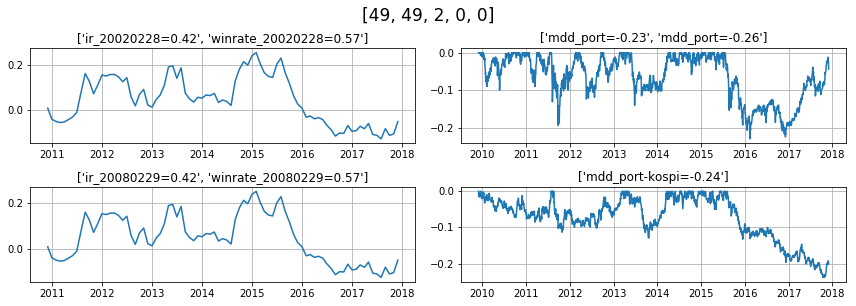 [49, 49, 2, 0, 0]
['ir_20020228=0.42', 'winrate_20020228=0.57']
0.2
0.0
2011 2012 2013 2014 2015 2016 2017 2018
['mdd_port=-0.23', 'mdd_port=-0.26']
0.0
−0.1
−0.2
2010 2011 2012 2013 2014 2015 2016 2017 2018
['ir_20080229=0.42', 'winrate_20080229=0.57']
0.2
0.0
2011 2012 2013 2014 2015 2016 2017 2018
['mdd_port-kospi=-0.24']
0.0
−0.1
−0.2
2010 2011 2012 2013 2014 2015 2016 2017 2018